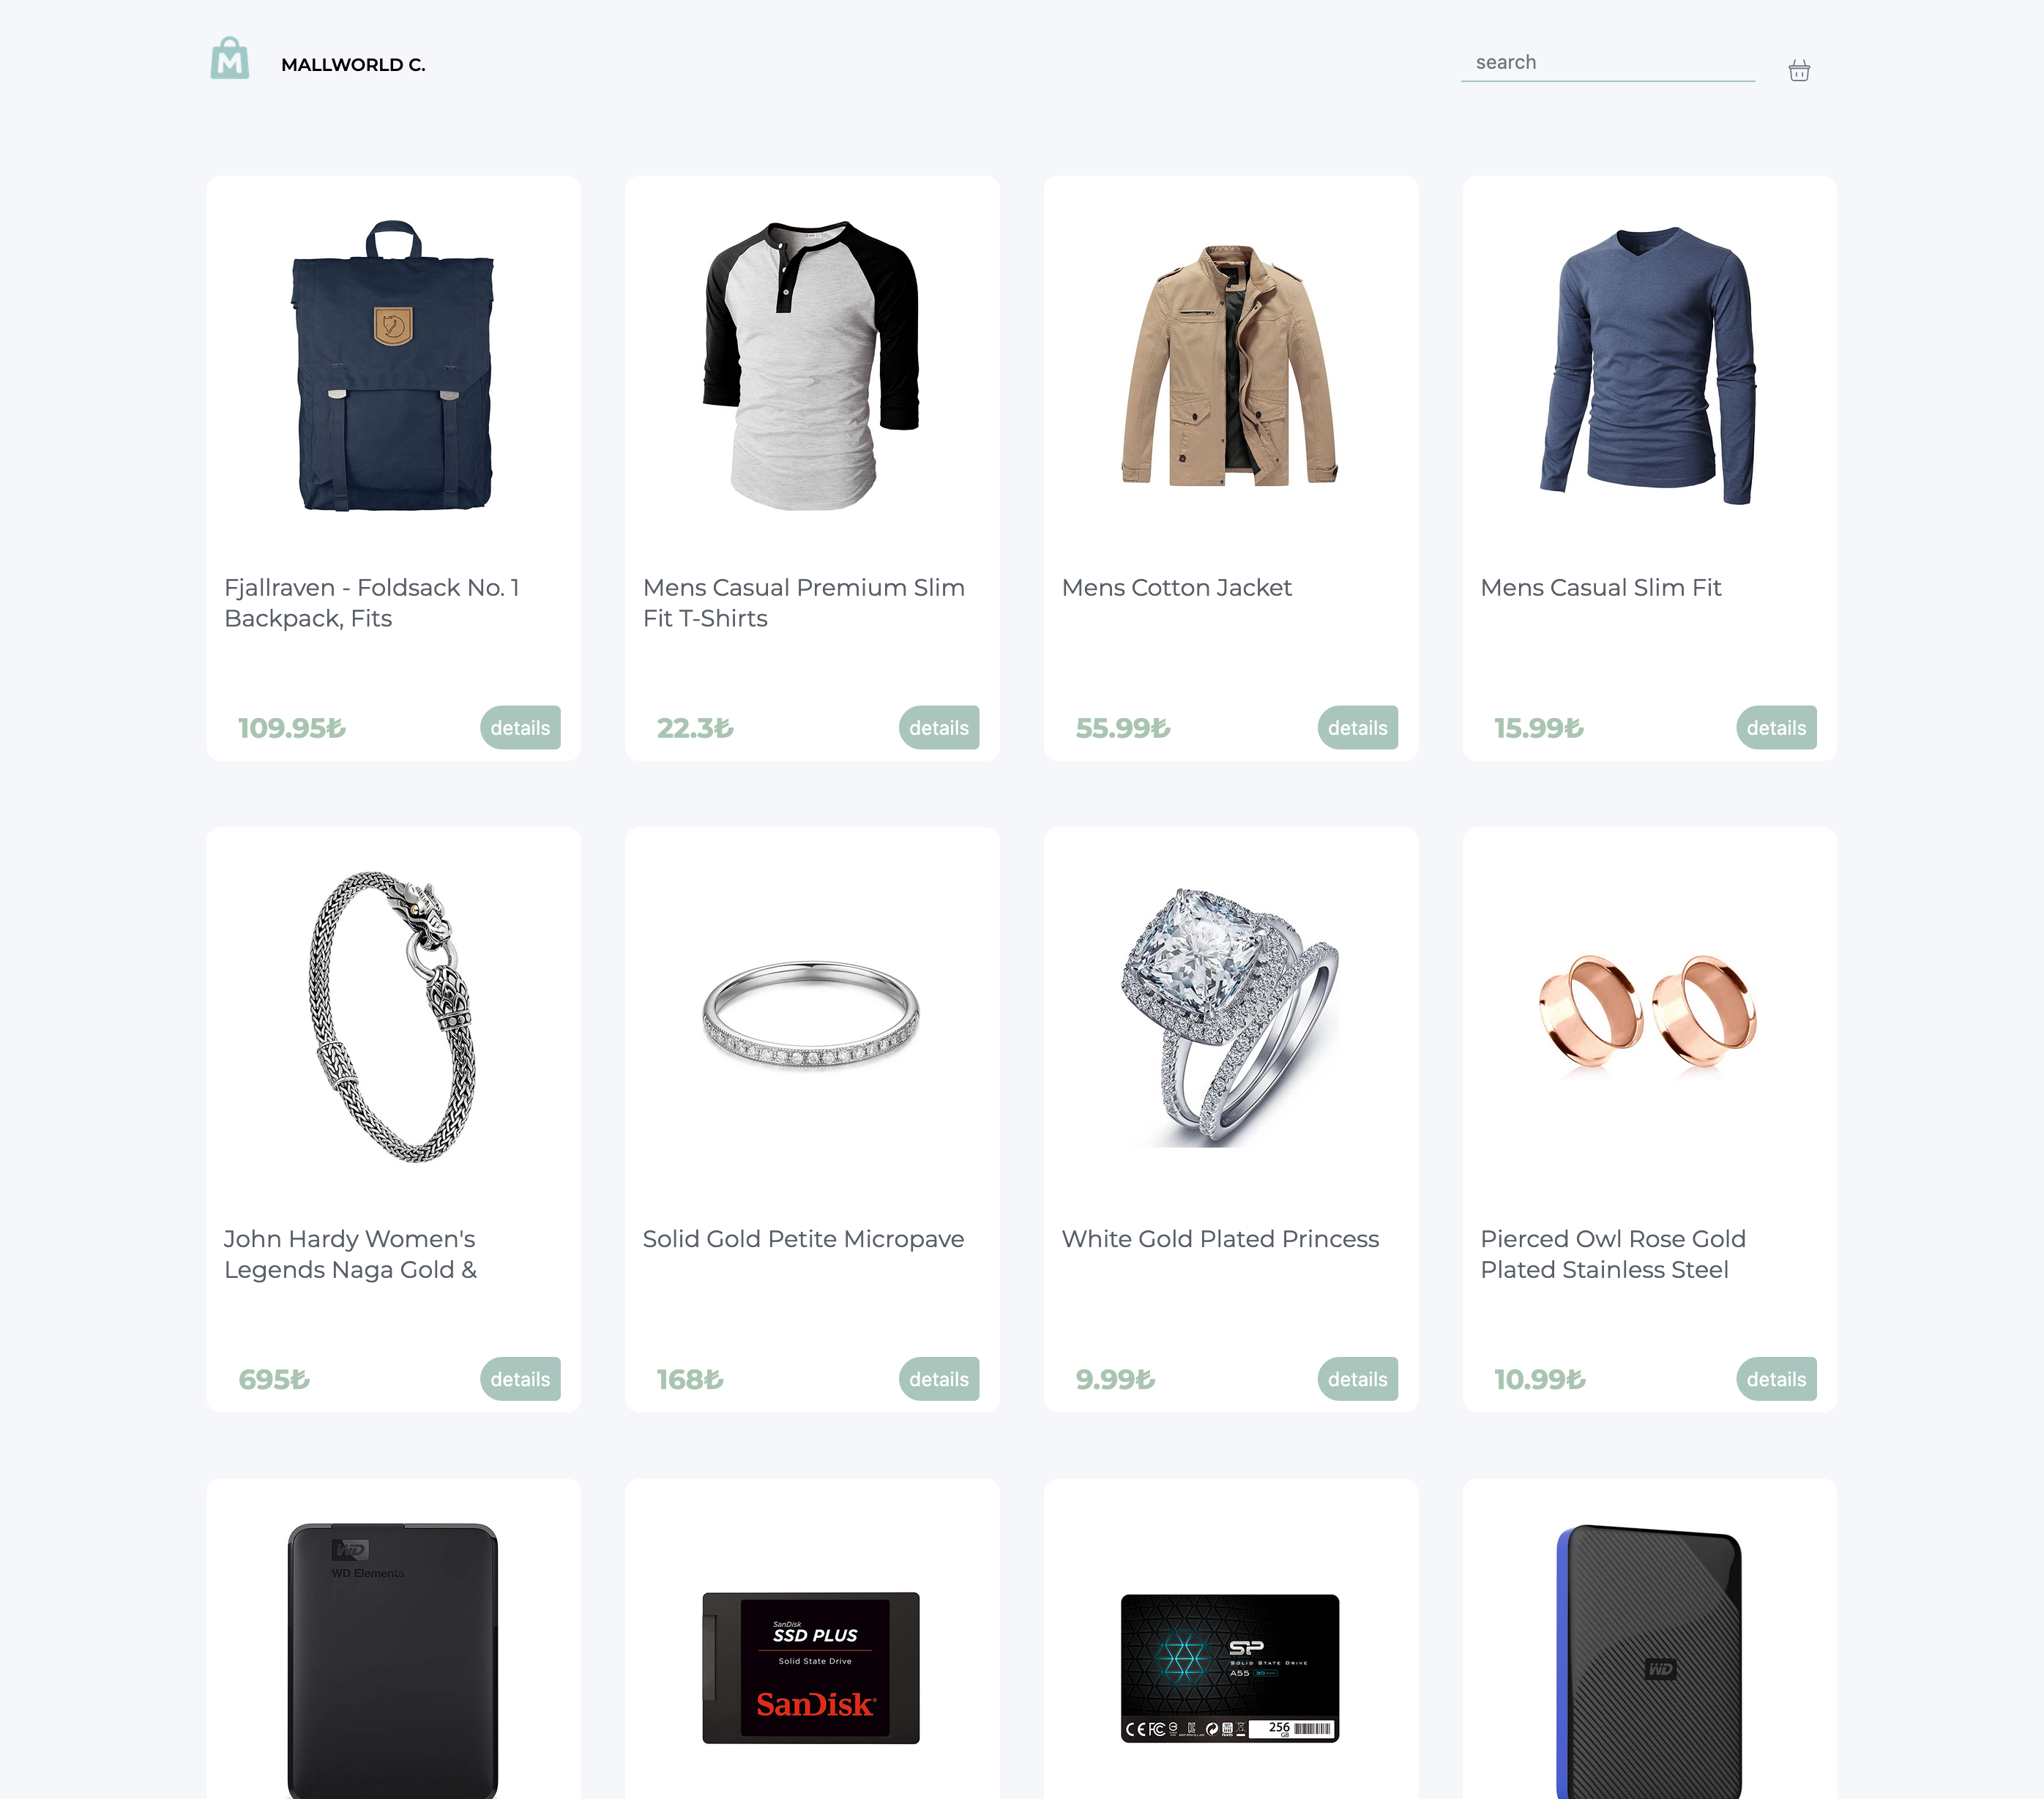 M
MALLWORLD C.
search
Fjallraven - Foldsack No. 1
Backpack, Fits
109.95₺
details
Mens Casual Premium Slim
Fit T-Shirts
22.3₺
details
Mens Cotton Jacket
55.99₺
details
Mens Casual Slim Fit
15.99₺
details
John Hardy Women's
Legends Naga Gold &
695₺
details
Solid Gold Petite Micropave
168₺
details
White Gold Plated Princess
9.99₺
details
Pierced Owl Rose Gold
Plated Stainless Steel
10.99₺
details
WD
WD Elements
SanDisk
SSD PLUS
Solid State Drive
SanDisk
SP
SOLID STATE DRIVE
A55
CE FC
256
GB
WD